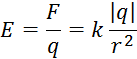 E = F/q = k |q|/r²